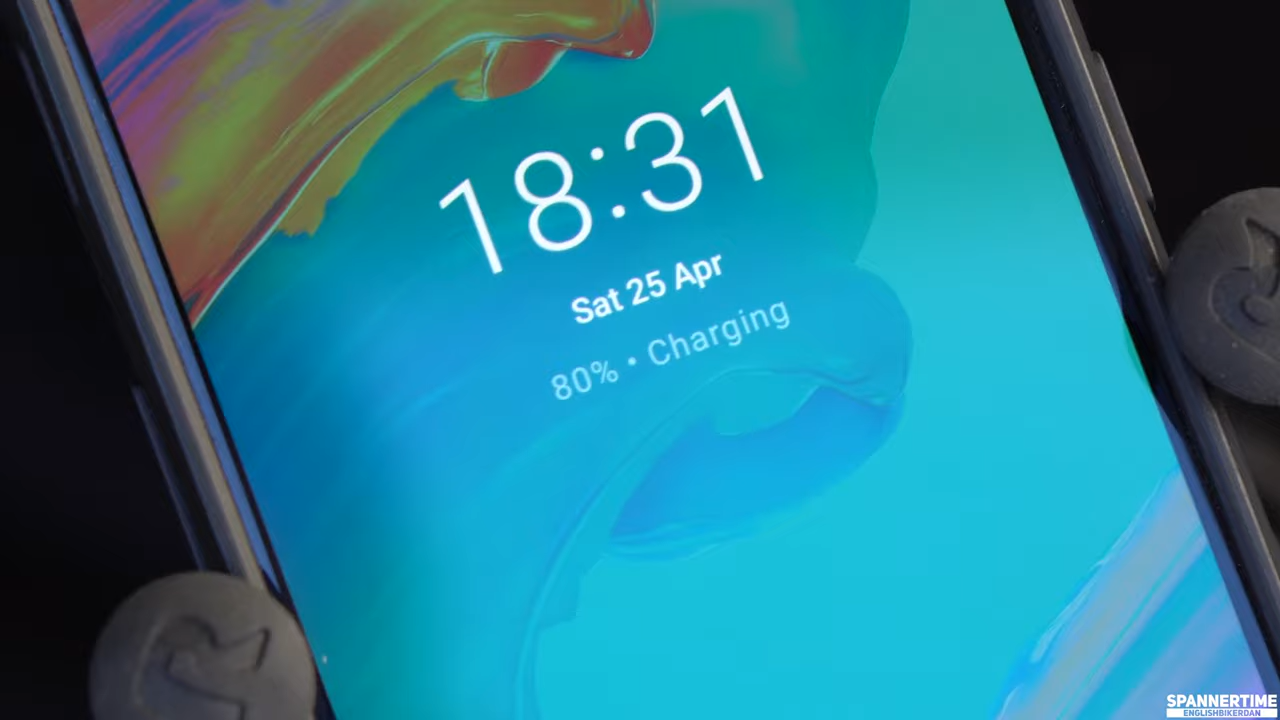 18:31
Sat 25 Apr
80% • Charging
SPANNERTIME
ENGLISHBIKERDAN